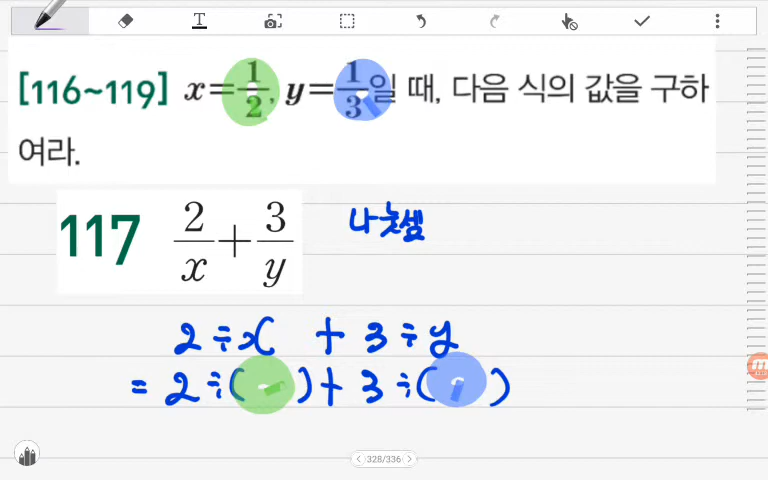 [116~119] x=1/2, y=1/3일 때, 다음 식의 값을 구하
여라.
117 2/x+3/y 나눗셈
2÷x + 3÷y
= 2÷( )+3÷( )
328/336